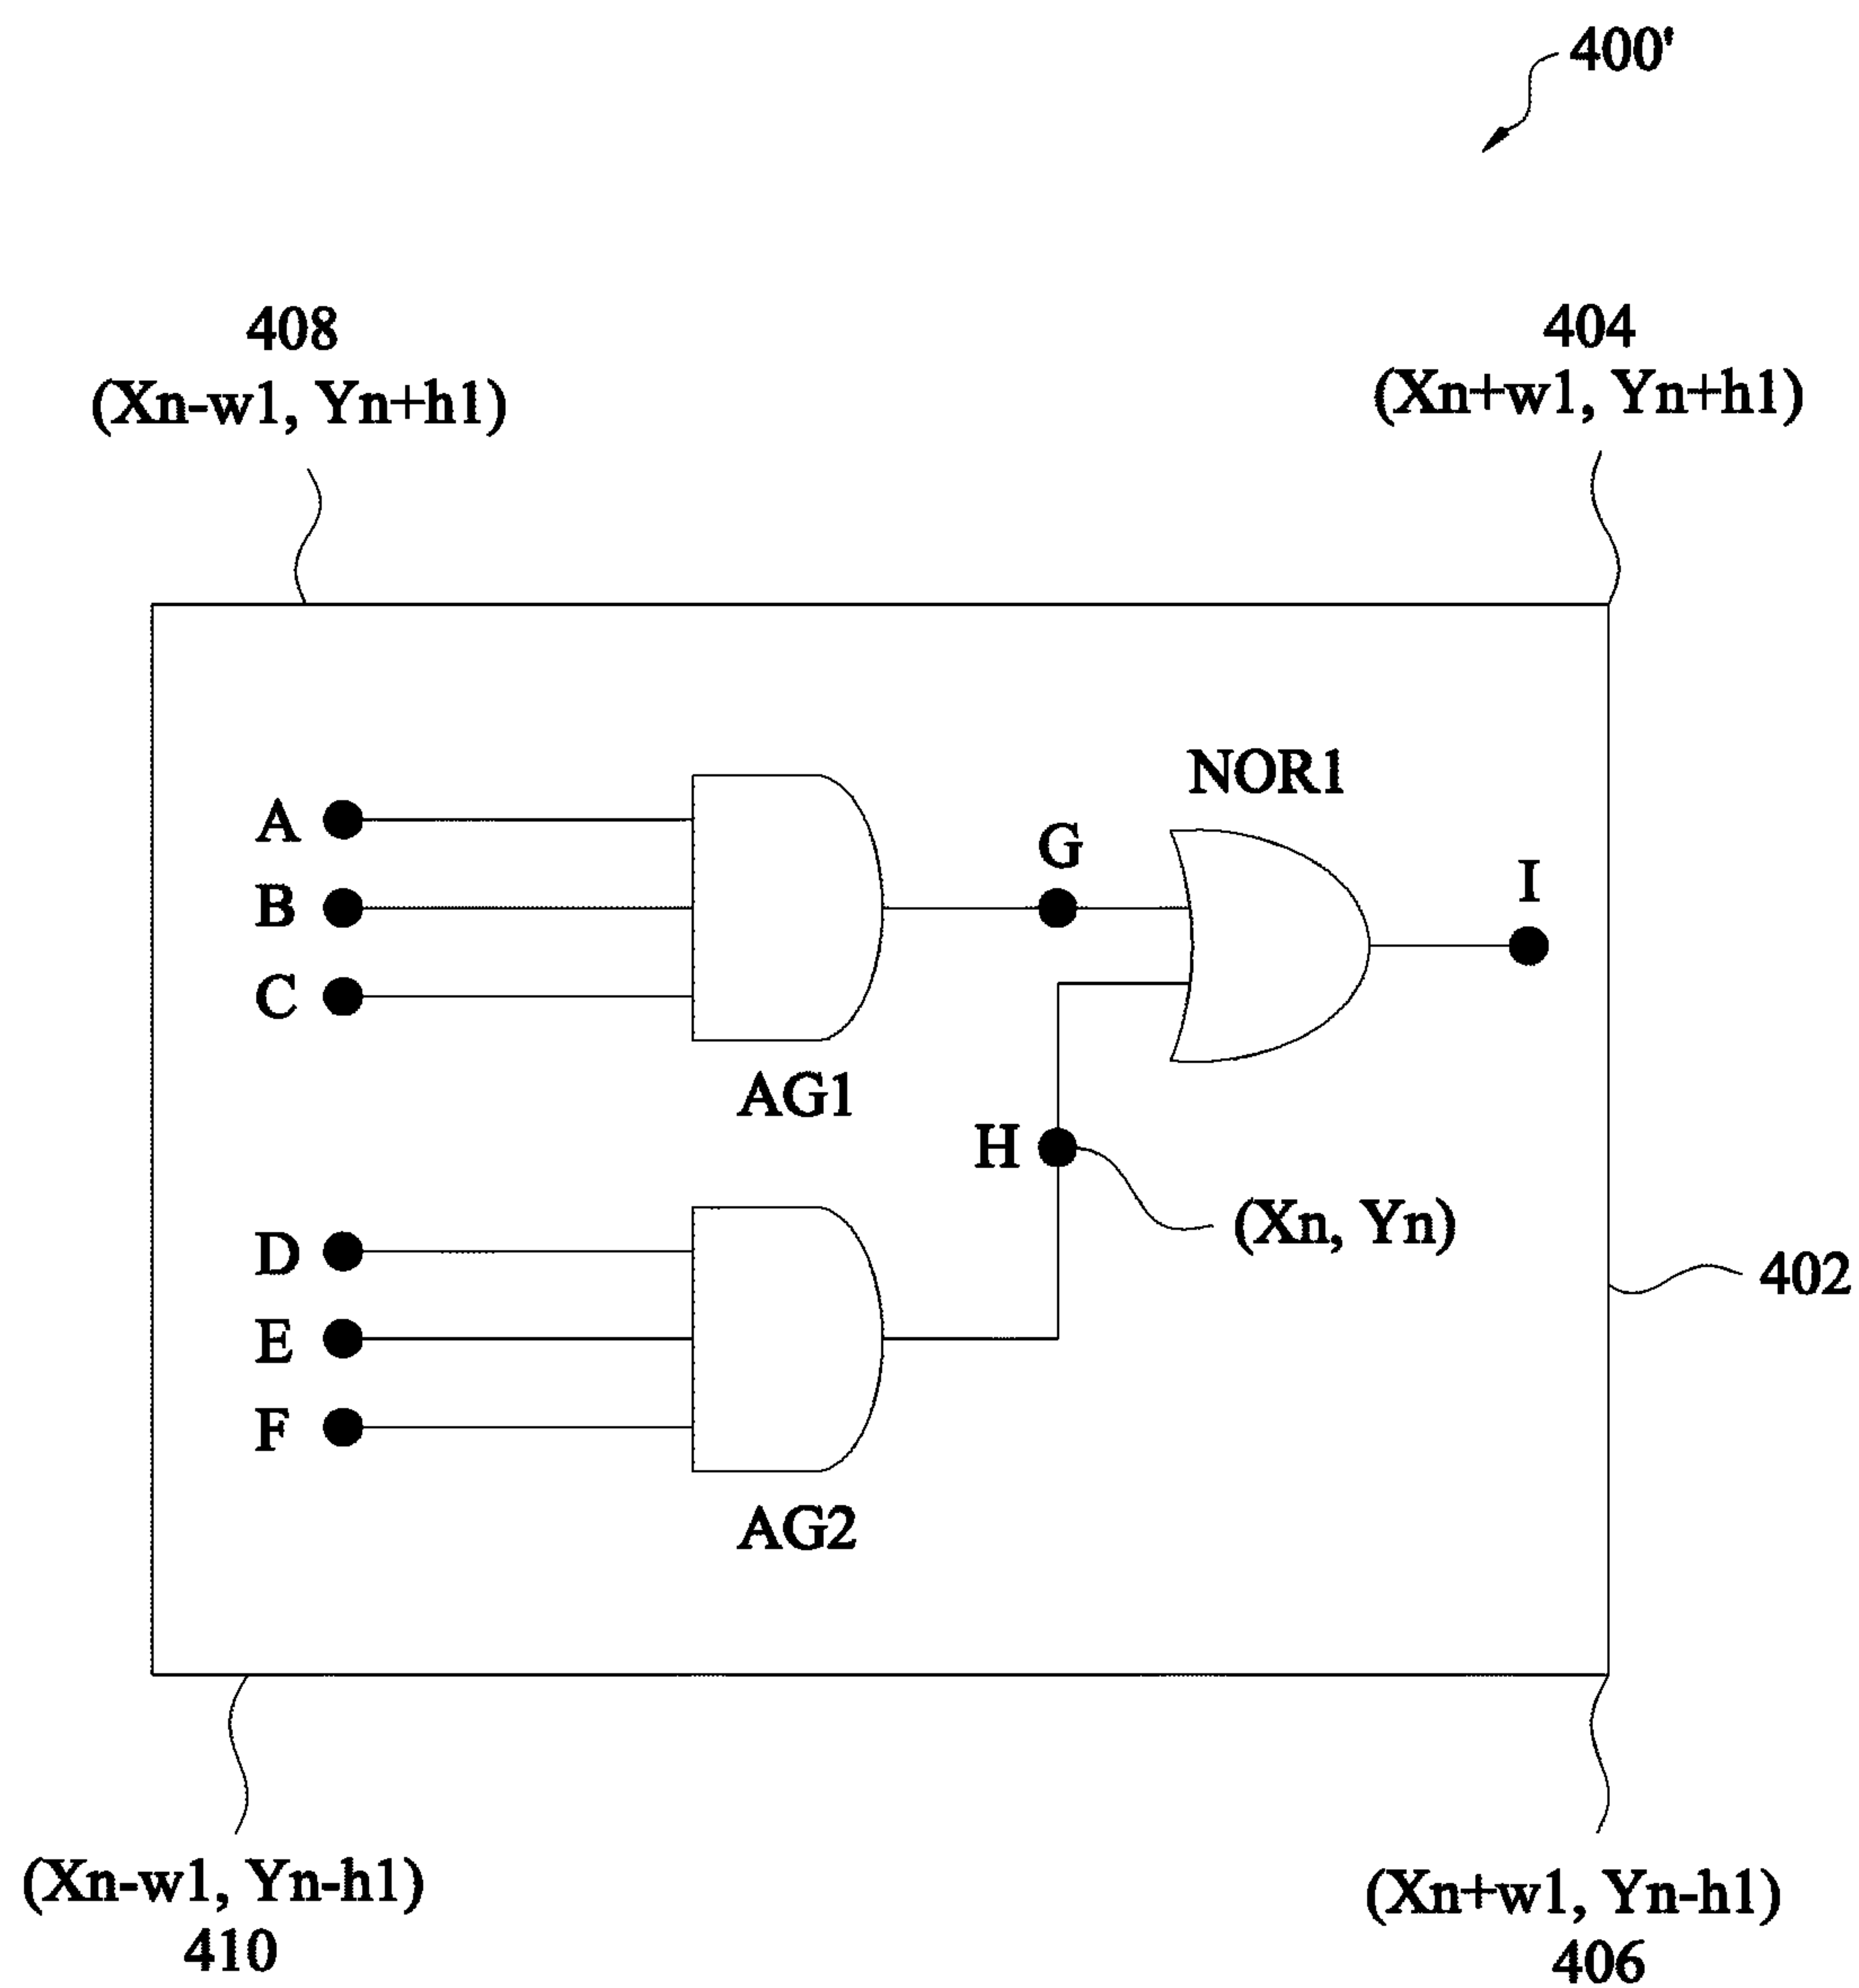 400'
408
(Xn-w1, Yn+h1)
404
(Xn+w1, Yn+h1)
NOR1
A
B
C
G
I
AG1
H
(Xn, Yn)
D
E
F
402
AG2
(Xn-w1, Yn-h1)
410
(Xn+w1, Yn-h1)
406